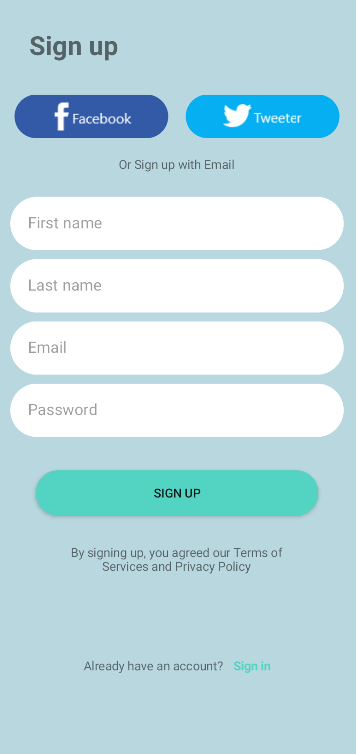 Sign up
Facebook
Tweeter
Or Sign up with Email
First name
Last name
Email
Password
SIGN UP
By signing up, you agreed our Terms of
Services and Privacy Policy
Already have an account? Sign in